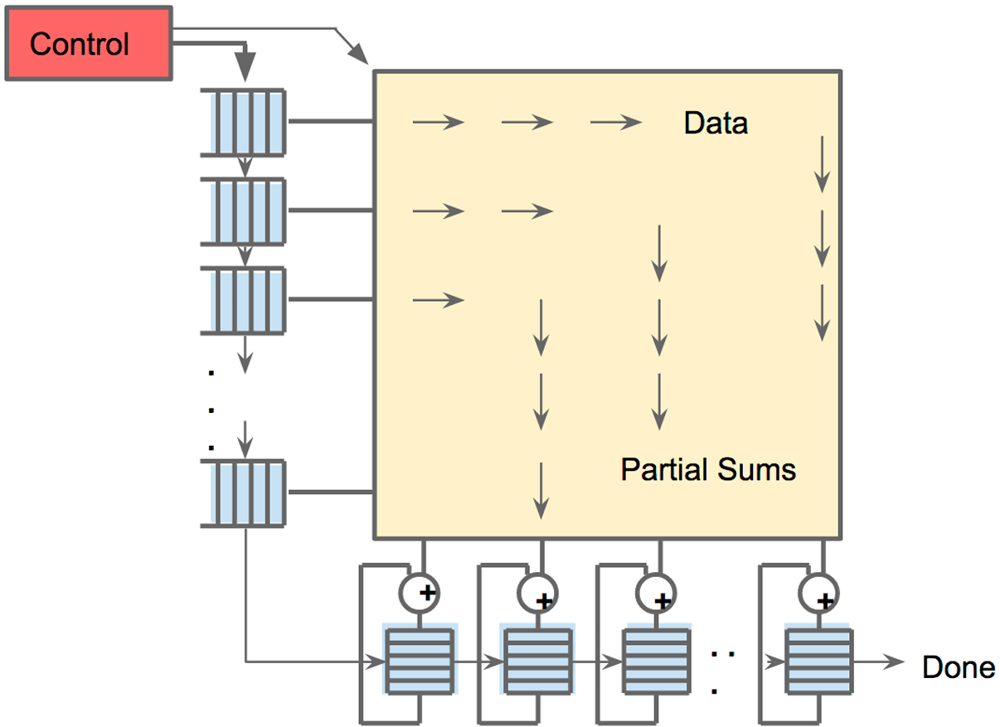 Control
Data
Partial Sums
+
+
+
+
. . .
. . .
Done